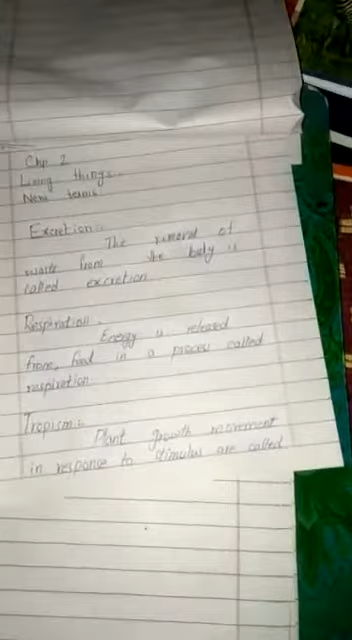 Chp 2
Living things.
New terms
Excretion:-
The removal of
waste from the body is
called excretion
Respiration.
Energy is released
from food in a process called
respiration
Tropism:-
Plant growth movement
in response to stimulus are called